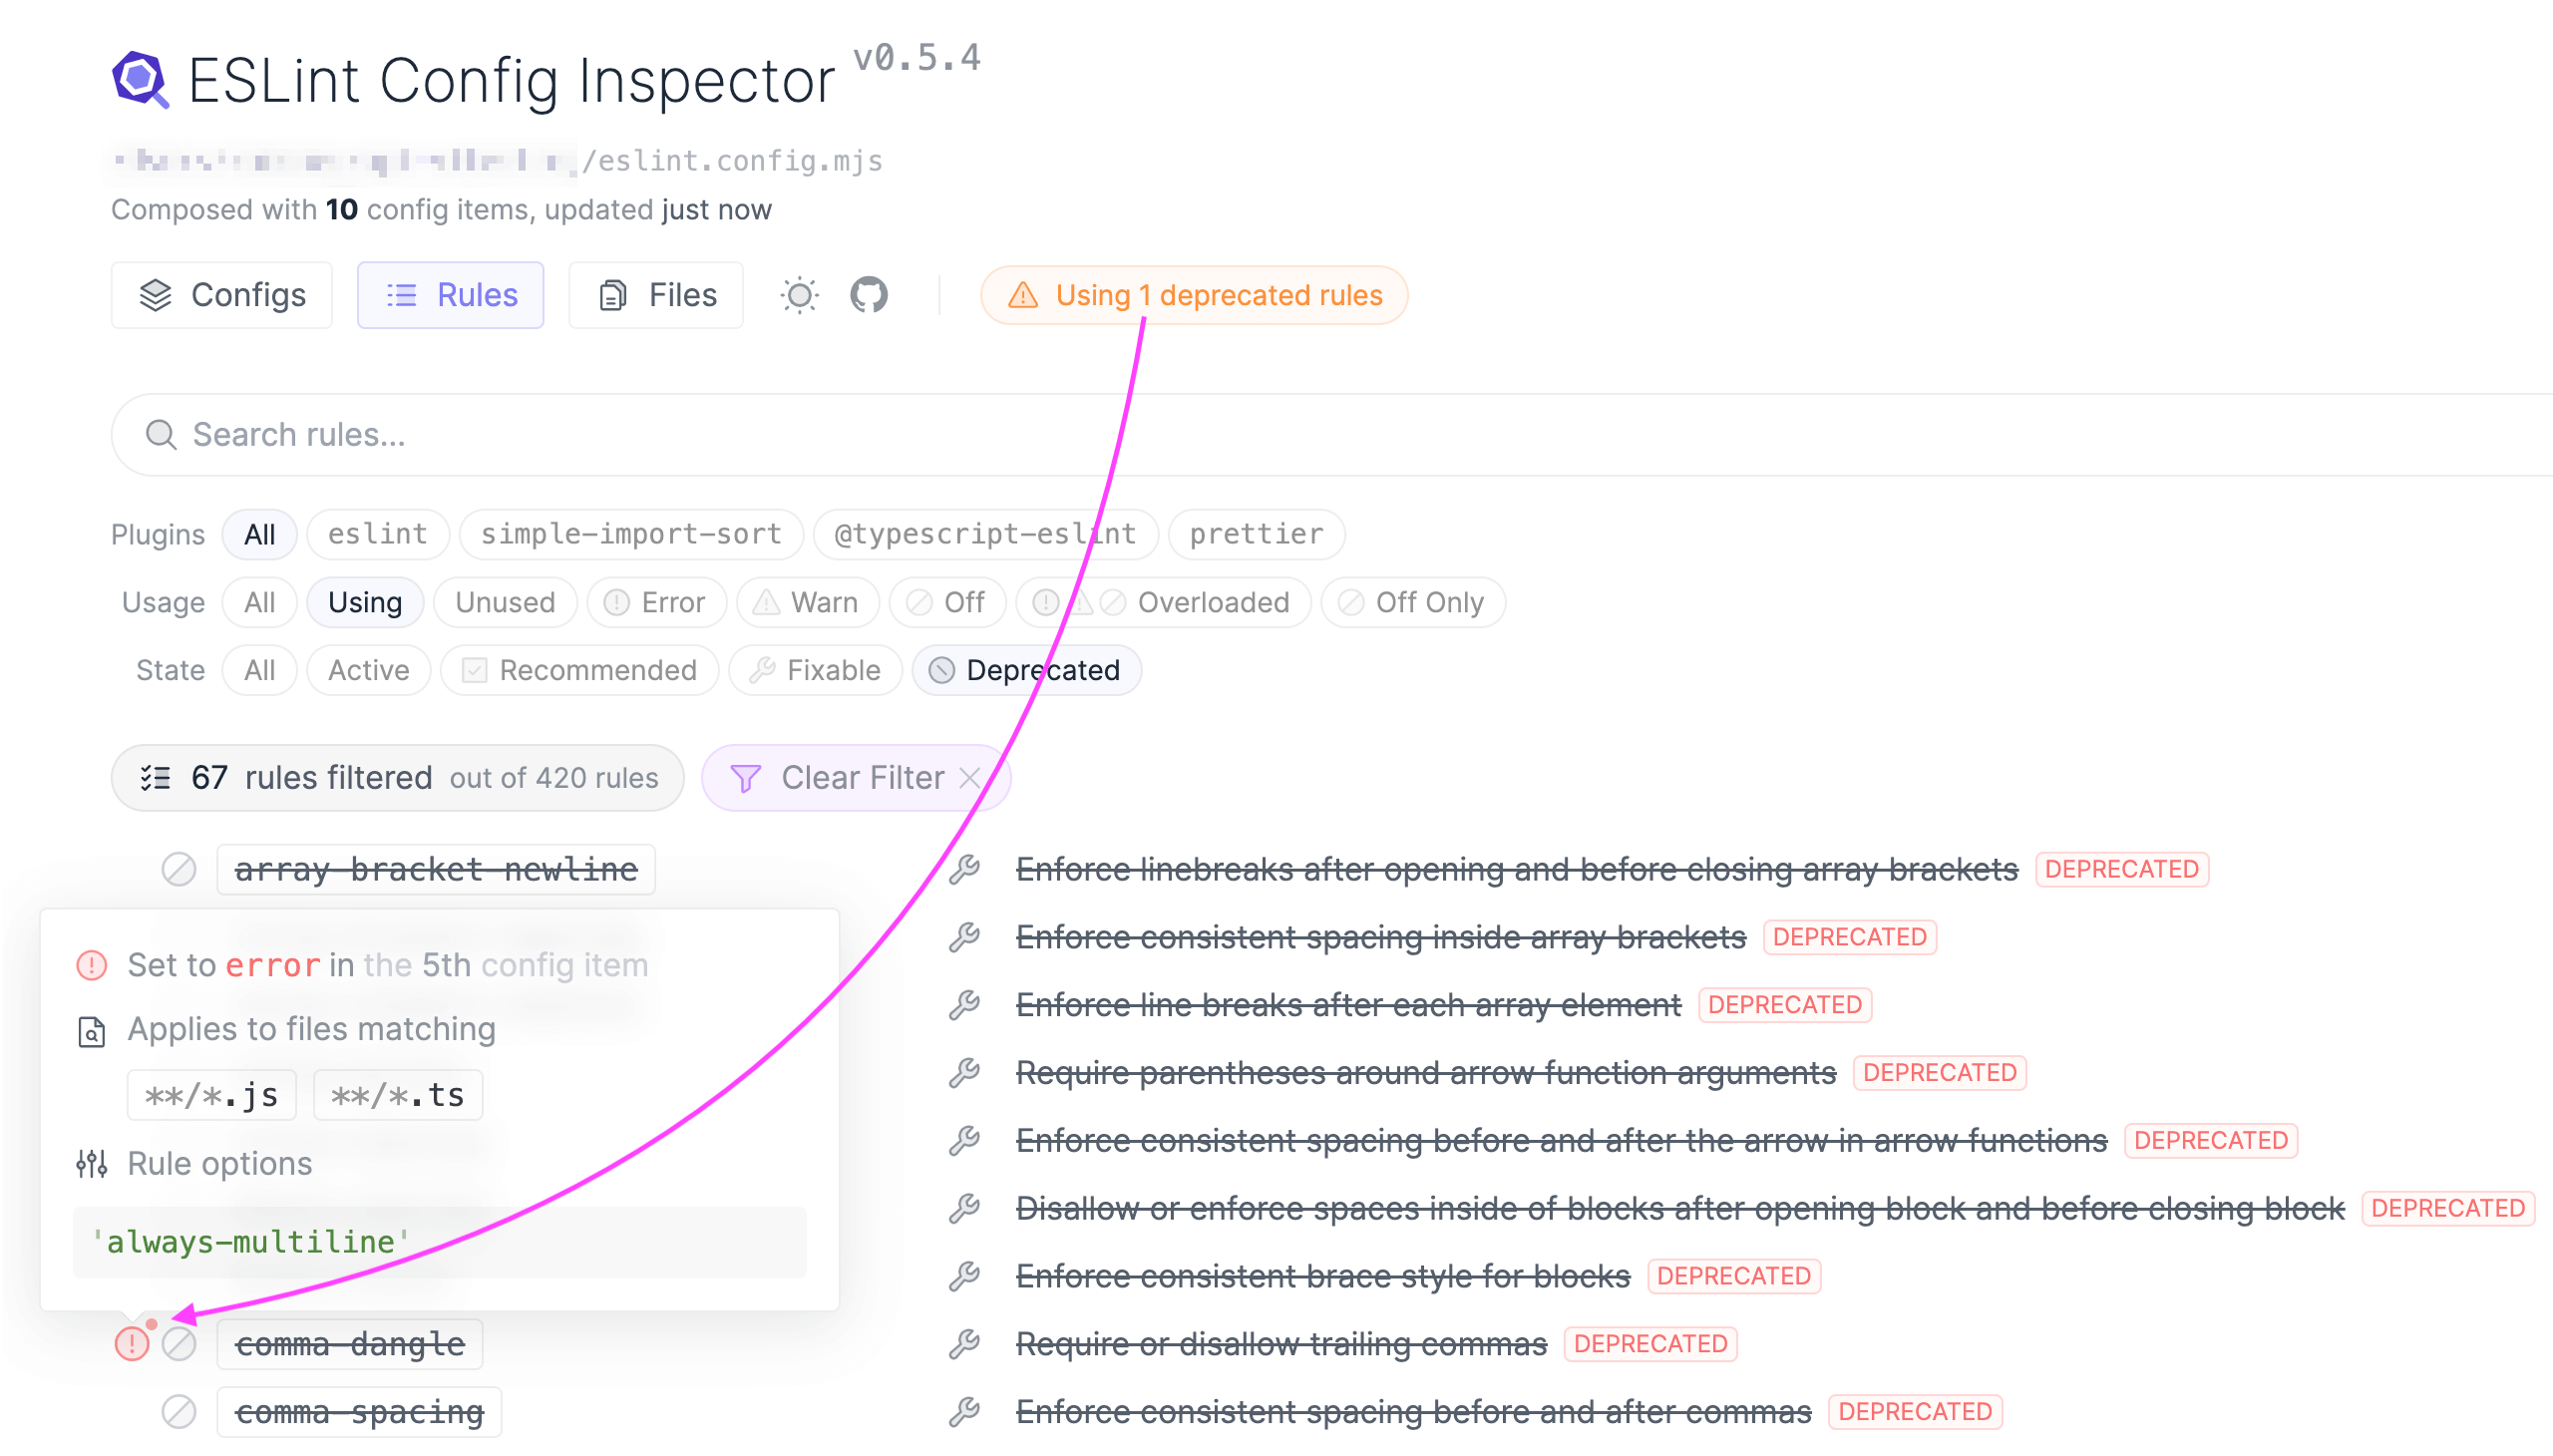 ESLint Config Inspector v0.5.4
/eslint.config.mjs
Composed with 10 config items, updated just now
Configs Rules Files Using 1 deprecated rules
Search rules...
Plugins All eslint simple-import-sort @typescript-eslint prettier
Usage All Using Unused Error Warn Off Overloaded Off Only
State All Active Recommended Fixable Deprecated
67 rules filtered out of 420 rules Clear Filter
array-bracket-newline Enforce linebreaks after opening and before closing array brackets DEPRECATED
Enforce consistent spacing inside array brackets DEPRECATED
Set to error in the 5th config item
Enforce line breaks after each array element DEPRECATED
Applies to files matching
Require parentheses around arrow function arguments DEPRECATED
**/*.js **/*.ts
Enforce consistent spacing before and after the arrow in arrow functions DEPRECATED
Rule options
Disallow or enforce spaces inside of blocks after opening block and before closing block DEPRECATED
'always-multiline'
Enforce consistent brace style for blocks DEPRECATED
comma-dangle Require or disallow trailing commas DEPRECATED
comma-spacing Enforce consistent spacing before and after commas DEPRECATED